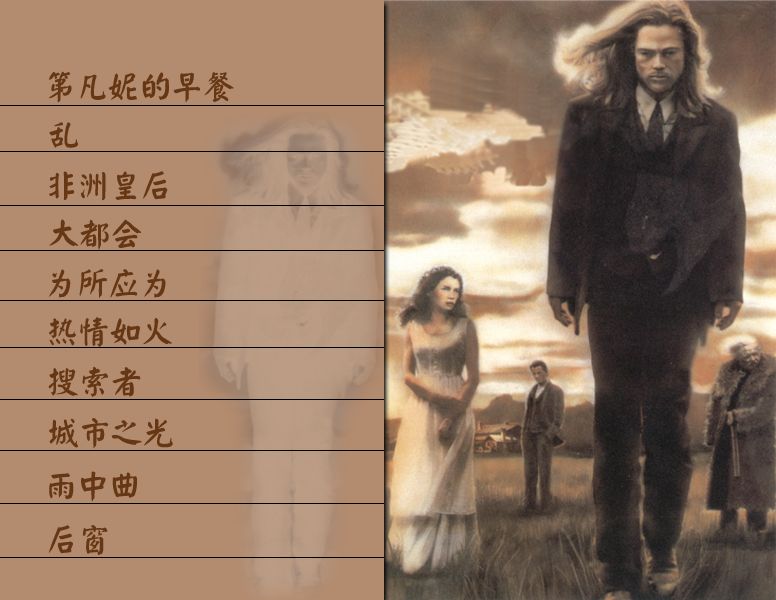 第凡妮的早餐
乱
非洲皇后
大都会
为所应为
热情如火
搜索者
城市之光
雨中曲
后窗